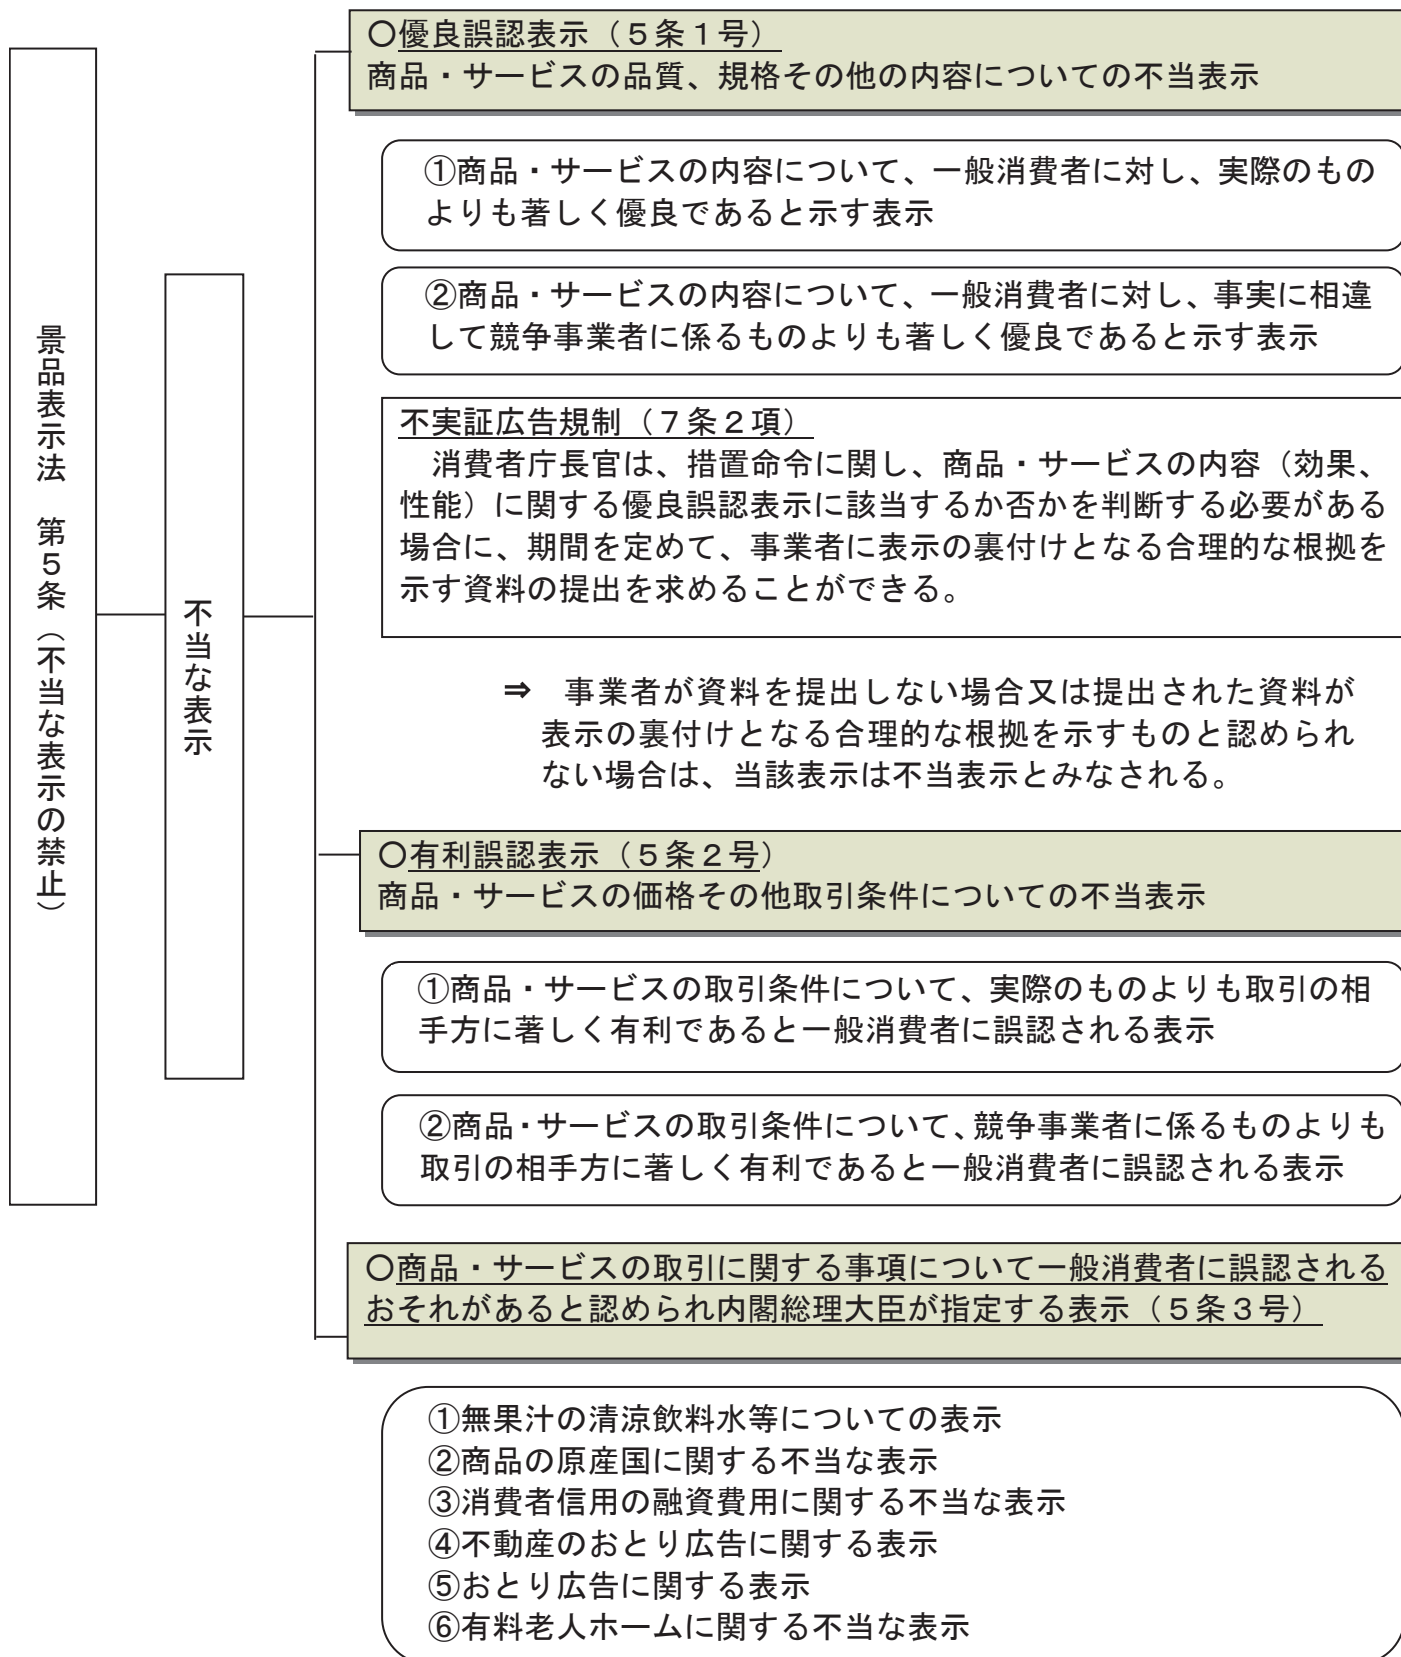 景品表示法　第５条（不当な表示の禁止）
不当な表示
〇優良誤認表示（５条１号）
商品・サービスの品質、規格その他の内容についての不当表示
①商品・サービスの内容について、一般消費者に対し、実際のもの
よりも著しく優良であると示す表示
②商品・サービスの内容について、一般消費者に対し、事実に相違
して競争事業者に係るものよりも著しく優良であると示す表示
不実証広告規制（７条２項）
　消費者庁長官は、措置命令に関し、商品・サービスの内容（効果、
性能）に関する優良誤認表示に該当するか否かを判断する必要がある
場合に、期間を定めて、事業者に表示の裏付けとなる合理的な根拠を
示す資料の提出を求めることができる。
⇒　事業者が資料を提出しない場合又は提出された資料が
表示の裏付けとなる合理的な根拠を示すものと認められ
ない場合は、当該表示は不当表示とみなされる。
〇有利誤認表示（５条２号）
商品・サービスの価格その他取引条件についての不当表示
①商品・サービスの取引条件について、実際のものよりも取引の相
手方に著しく有利であると一般消費者に誤認される表示
②商品・サービスの取引条件について、競争事業者に係るものよりも
取引の相手方に著しく有利であると一般消費者に誤認される表示
〇商品・サービスの取引に関する事項について一般消費者に誤認される
おそれがあると認められ内閣総理大臣が指定する表示（５条３号）
①無果汁の清涼飲料水等についての表示
②商品の原産国に関する不当な表示
③消費者信用の融資費用に関する不当な表示
④不動産のおとり広告に関する表示
⑤おとり広告に関する表示
⑥有料老人ホームに関する不当な表示